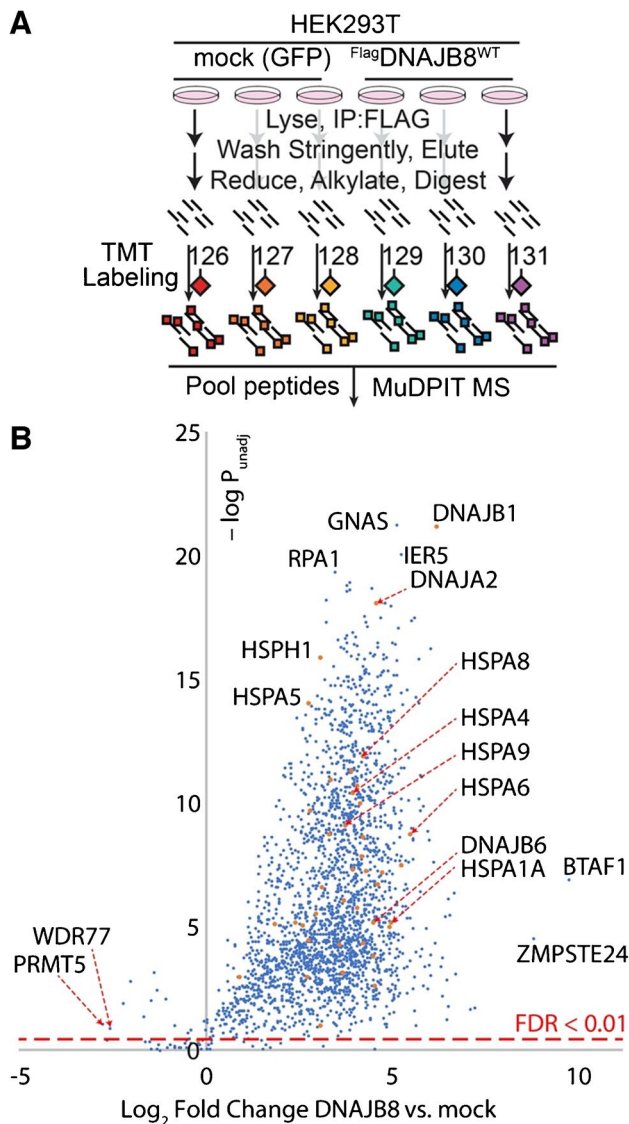 A
HEK293T
mock (GFP) FlagDNAJB8WT
Lyse, IP:FLAG
Wash Stringently, Elute
Reduce, Alkylate, Digest
TMT
Labeling
126 127 128 129 130 131
Pool peptides MuDPIT MS
B
25
– log Punadj
GNAS
DNAJB1
20
RPA1
IER5
DNAJA2
HSPH1
HSPA8
15
HSPA5
HSPA4
HSPA9
HSPA6
10
DNAJB6
HSPA1A
BTAF1
5
WDR77
PRMT5
ZMPSTE24
FDR < 0.01
0
-5 0 5 10
Log2 Fold Change DNAJB8 vs. mock